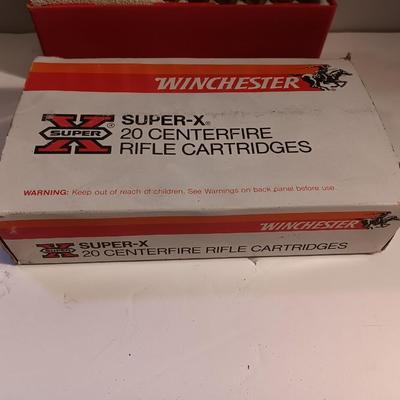 WINCHESTER
X
SUPER
®
SUPER-X®
20 CENTERFIRE
RIFLE CARTRIDGES
WARNING: Keep out of reach of children. See Warnings on back panel before use.
WINCHESTER
X
SUPER
SUPER-X
20 CENTERFIRE RIFLE CARTRIDGES